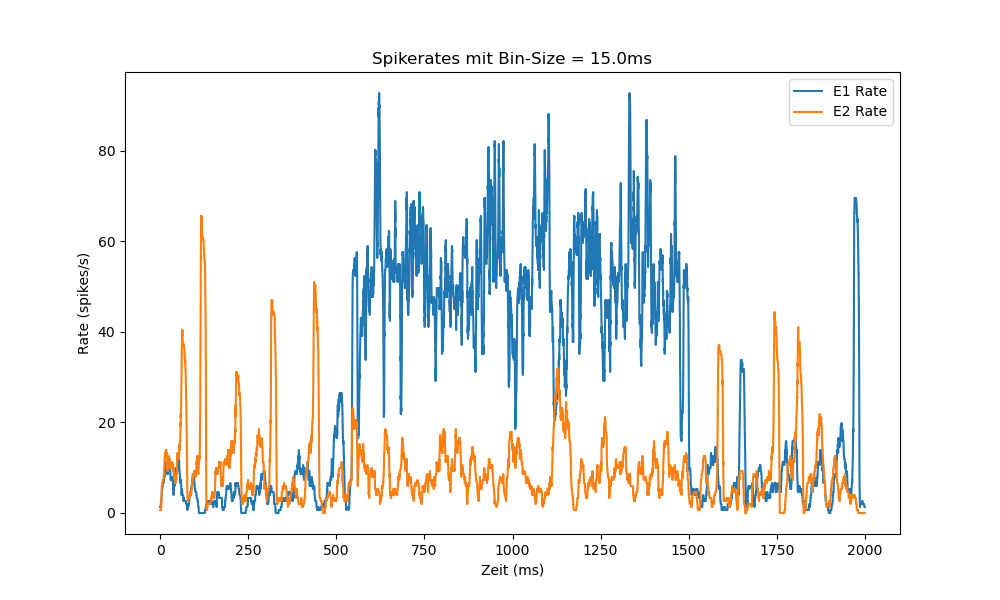 Spikerates mit Bin-Size = 15.0ms
E1 Rate
E2 Rate
80
60
40
20
0
Rate (spikes/s)
0 250 500 750 1000 1250 1500 1750 2000
Zeit (ms)